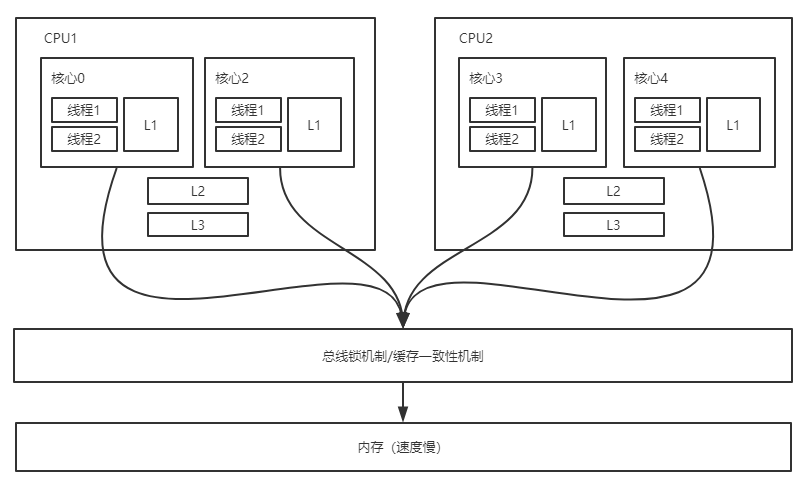 CPU1
核心0
线程1
线程2
L1
核心2
线程1
线程2
L1
L2
L3
CPU2
核心3
线程1
线程2
L1
核心4
线程1
线程2
L1
L2
L3
总线锁机制/缓存一致性机制
内存（速度慢）